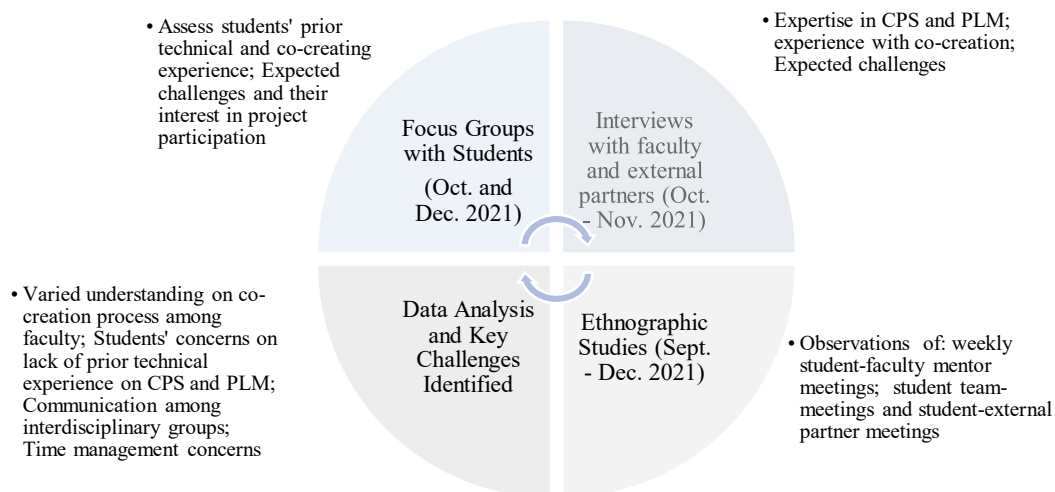 • Assess students' prior
technical and co-creating
experience; Expected
challenges and their
interest in project
participation
• Expertise in CPS and PLM;
experience with co-creation;
Expected challenges
Focus Groups
with Students
(Oct. and
Dec. 2021)
Interviews
with faculty
and external
partners (Oct.
- Nov. 2021)
• Varied understanding on co-
creation process among
faculty; Students' concerns on
lack of prior technical
experience on CPS and PLM;
Communication among
interdisciplinary groups;
Time management concerns
Data Analysis
and Key
Challenges
Identified
Ethnographic
Studies (Sept.
- Dec. 2021)
• Observations of: weekly
student-faculty mentor
meetings; student team-
meetings and student-external
partner meetings